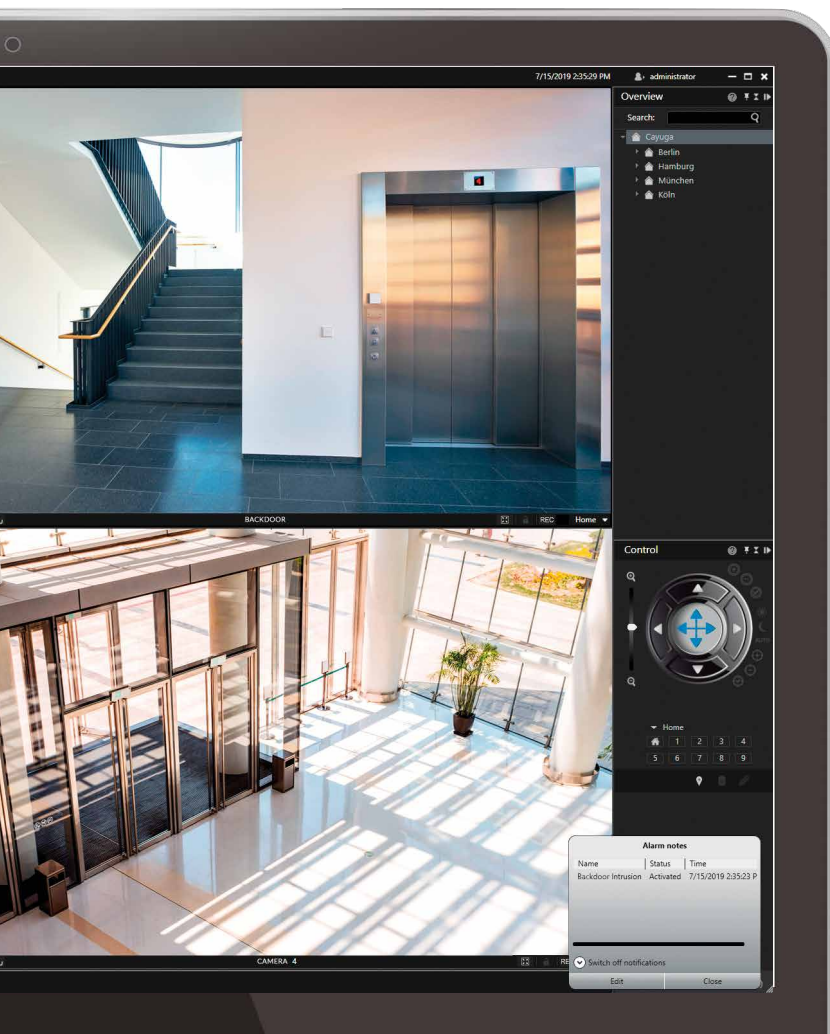 7/15/2019 2:35:29 PM administrator
Overview
Search:
Cayuga
Berlin
Hamburg
München
Köln
BACKDOOR REC Home
Control
AUTO
Home
1 2 3 4
5 6 7 8 9
Alarm notes
Name Status Time
Backdoor Intrusion Activated 7/15/2019 2:35:23 P
Switch off notifications
Edit Close
CAMERA 4 RE